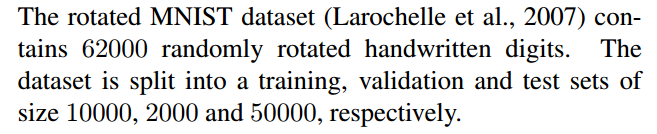 The rotated MNIST dataset (Larochelle et al., 2007) con-
tains 62000 randomly rotated handwritten digits. The
dataset is split into a training, validation and test sets of
size 10000, 2000 and 50000, respectively.